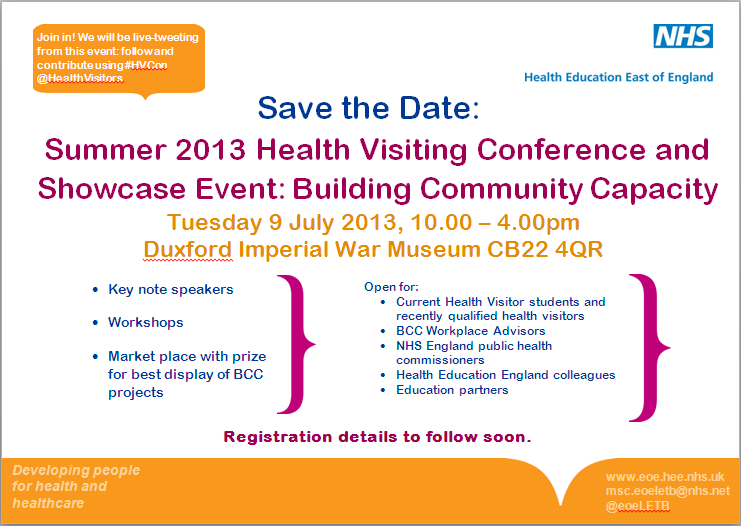 Join in! We will be live-tweeting
from this event: follow and
contribute using #HVCon
@HealthVisitors
NHS
Health Education East of England
Save the Date:
Summer 2013 Health Visiting Conference and
Showcase Event: Building Community Capacity
Tuesday 9 July 2013, 10.00 – 4.00pm
Duxford Imperial War Museum CB22 4QR
• Key note speakers
• Workshops
• Market place with prize
for best display of BCC
projects
Open for:
• Current Health Visitor students and
recently qualified health visitors
• BCC Workplace Advisors
• NHS England public health
commissioners
• Health Education England colleagues
• Education partners
Registration details to follow soon.
Developing people
for health and
healthcare
www.eoe.hee.nhs.uk
msc.eoeletb@nhs.net
@eoeLETB